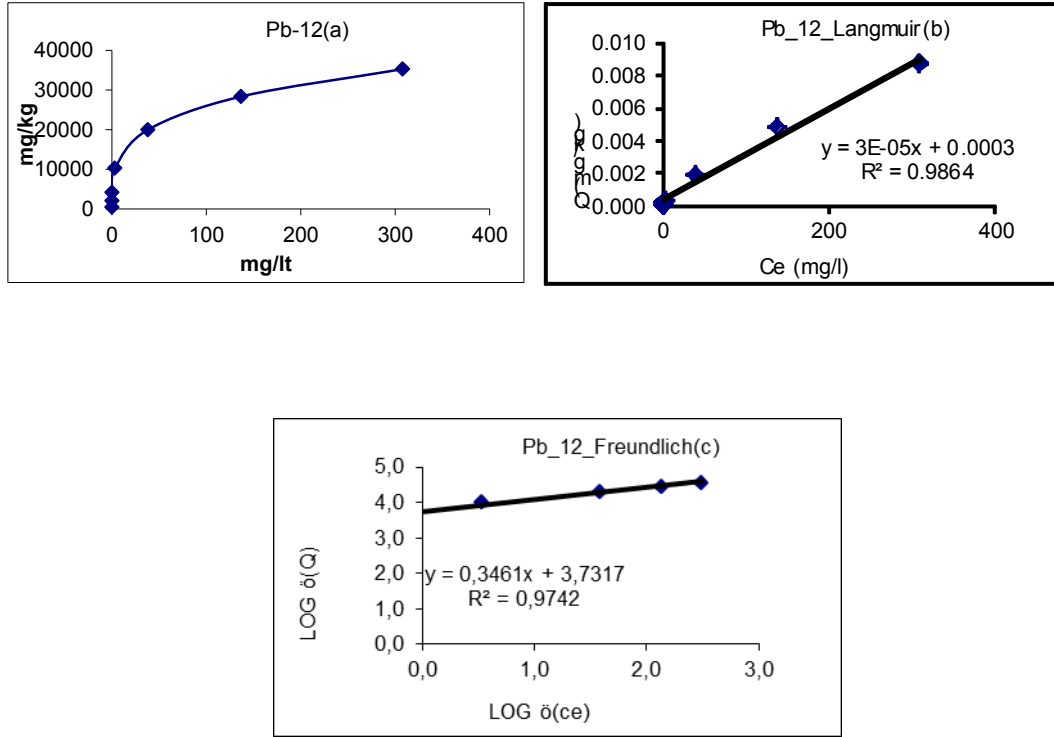 Pb-12(a)
40000
30000
20000
10000
0
mg/kg
0 100 200 300 400
mg/lt
Pb_12_Langmuir(b)
0.010
0.008
0.006
0.004
0.002
0.000
y = 3E-05x + 0.0003
R² = 0.9864
0 200 400
Ce (mg/l)
Pb_12_Freundlich(c)
5,0
4,0
3,0
2,0
1,0
0,0
LOG ö(Q)
y = 0,3461x + 3,7317
R² = 0,9742
0,0 1,0 2,0 3,0
LOG ö(ce)